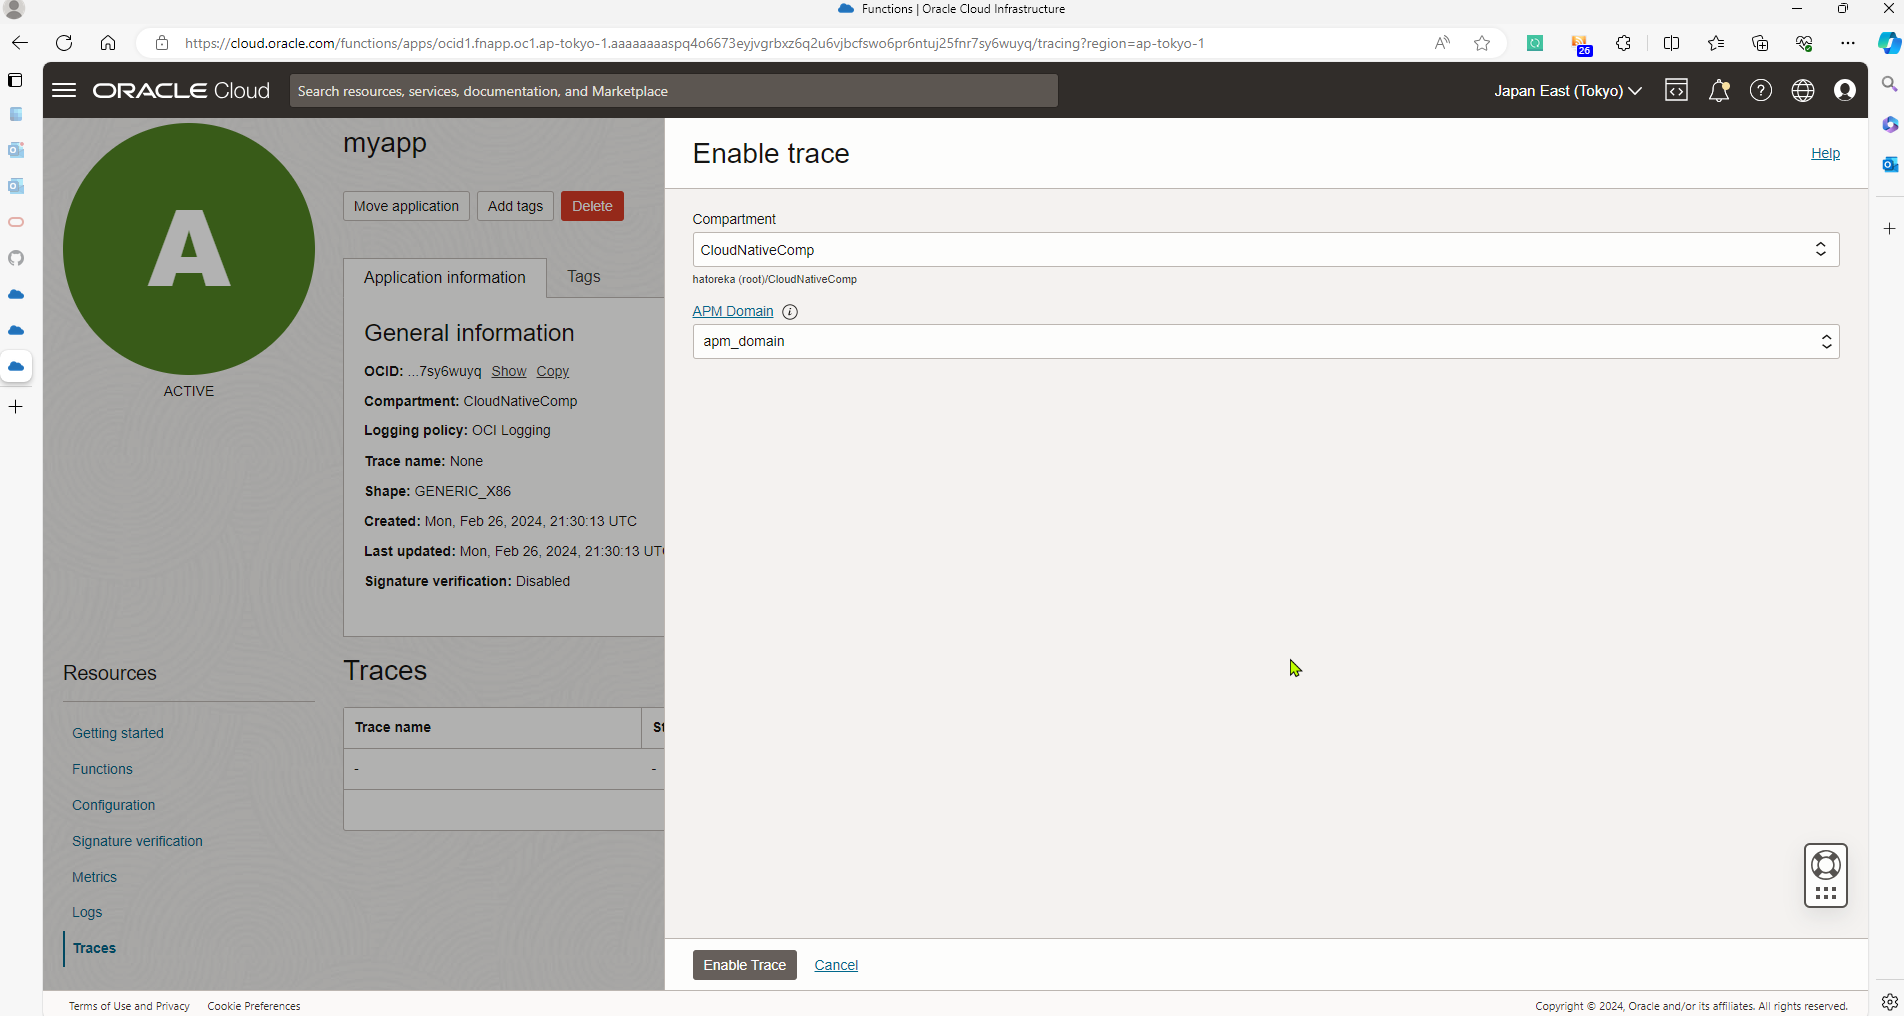 Functions | Oracle Cloud Infrastructure
https://cloud.oracle.com/functions/apps/ocid1.fnapp.oc1.ap-tokyo-1.aaaaaaaaspq4o6673eyjvgrbxz6q2u6vjbcfswo6pr6ntuj25fnr7sy6wuyq/tracing?region=ap-tokyo-1
26
ORACLE Cloud
Search resources, services, documentation, and Marketplace
Japan East (Tokyo)
A
ACTIVE
myapp
Move application
Add tags
Delete
Application information
Tags
General information
OCID: ...7sy6wuyq Show Copy
Compartment: CloudNativeComp
Logging policy: OCI Logging
Trace name: None
Shape: GENERIC_X86
Created: Mon, Feb 26, 2024, 21:30:13 UTC
Last updated: Mon, Feb 26, 2024, 21:30:13 UT
Signature verification: Disabled
Resources
Getting started
Functions
Configuration
Signature verification
Metrics
Logs
Traces
Traces
Trace name
St
-
-
Enable trace
Help
Compartment
CloudNativeComp
hatoreka (root)/CloudNativeComp
APM Domain
apm_domain
Enable Trace
Cancel
Terms of Use and Privacy
Cookie Preferences
Copyright © 2024, Oracle and/or its affiliates. All rights reserved.